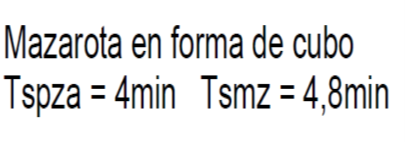 Mazarota en forma de cubo
Tspza = 4min Tsmz = 4,8min